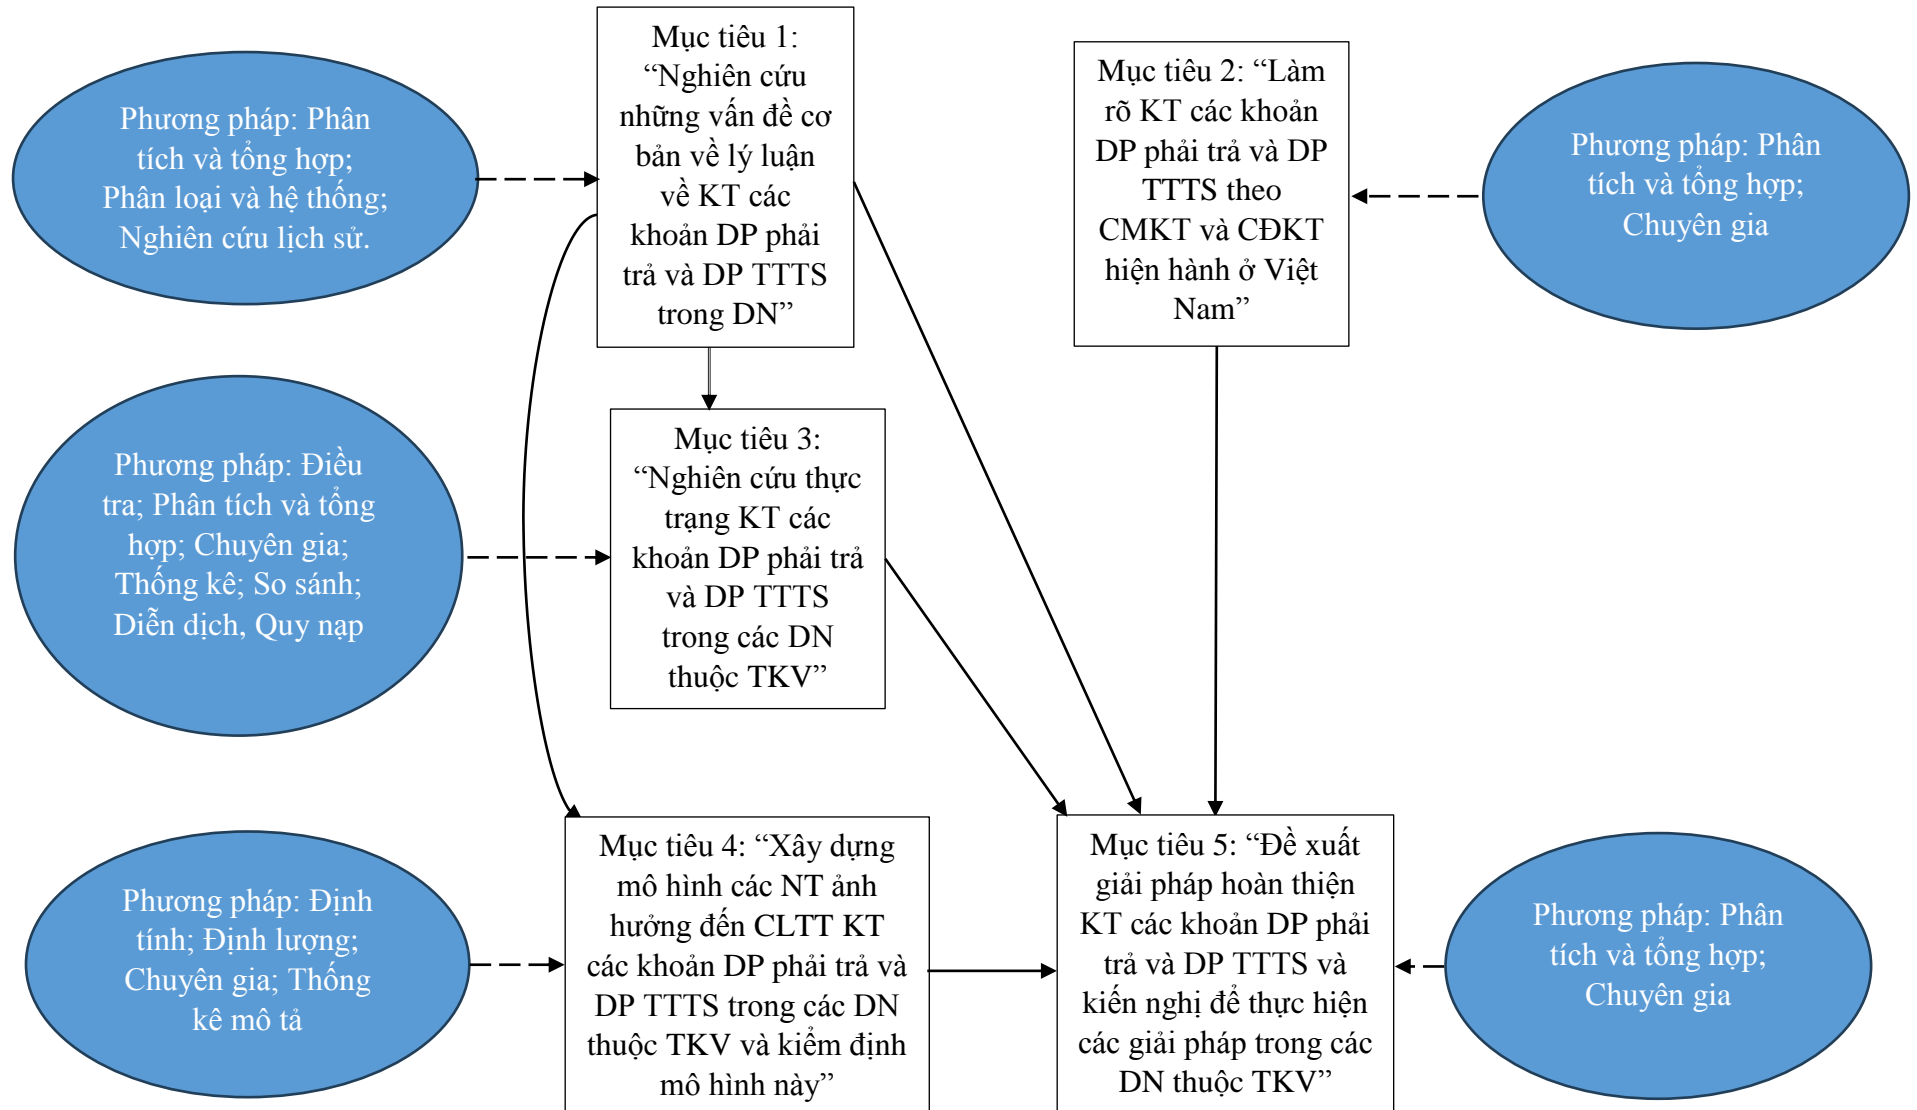 Phương pháp: Phân
tích và tổng hợp;
Phân loại và hệ thống;
Nghiên cứu lịch sử.
Mục tiêu 1:
“Nghiên cứu
những vấn đề cơ
bản về lý luận
về KT các
khoản DP phải
trả và DP TTTS
trong DN”
Mục tiêu 2: “Làm
rõ KT các khoản
DP phải trả và DP
TTTS theo
CMKT và CĐKT
hiện hành ở Việt
Nam”
Phương pháp: Phân
tích và tổng hợp;
Chuyên gia
Phương pháp: Điều
tra; Phân tích và tổng
hợp; Chuyên gia;
Thống kê; So sánh;
Diễn dịch, Quy nạp
Mục tiêu 3:
“Nghiên cứu thực
trạng KT các
khoản DP phải trả
và DP TTTS
trong các DN
thuộc TKV”
Phương pháp: Định
tính; Định lượng;
Chuyên gia; Thống
kê mô tả
Mục tiêu 4: “Xây dựng
mô hình các NT ảnh
hưởng đến CLTT KT
các khoản DP phải trả và
DP TTTS trong các DN
thuộc TKV và kiểm định
mô hình này”
Mục tiêu 5: “Đề xuất
giải pháp hoàn thiện
KT các khoản DP phải
trả và DP TTTS và
kiến nghị để thực hiện
các giải pháp trong các
DN thuộc TKV”
Phương pháp: Phân
tích và tổng hợp;
Chuyên gia